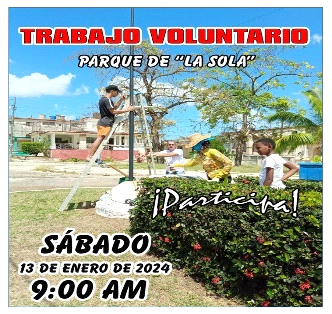 TRABAJO VOLUNTARIO
PARQUE DE "LA SOLA"
¡Participa!
SÁBADO
13 DE ENERO DE 2024
9:00 AM